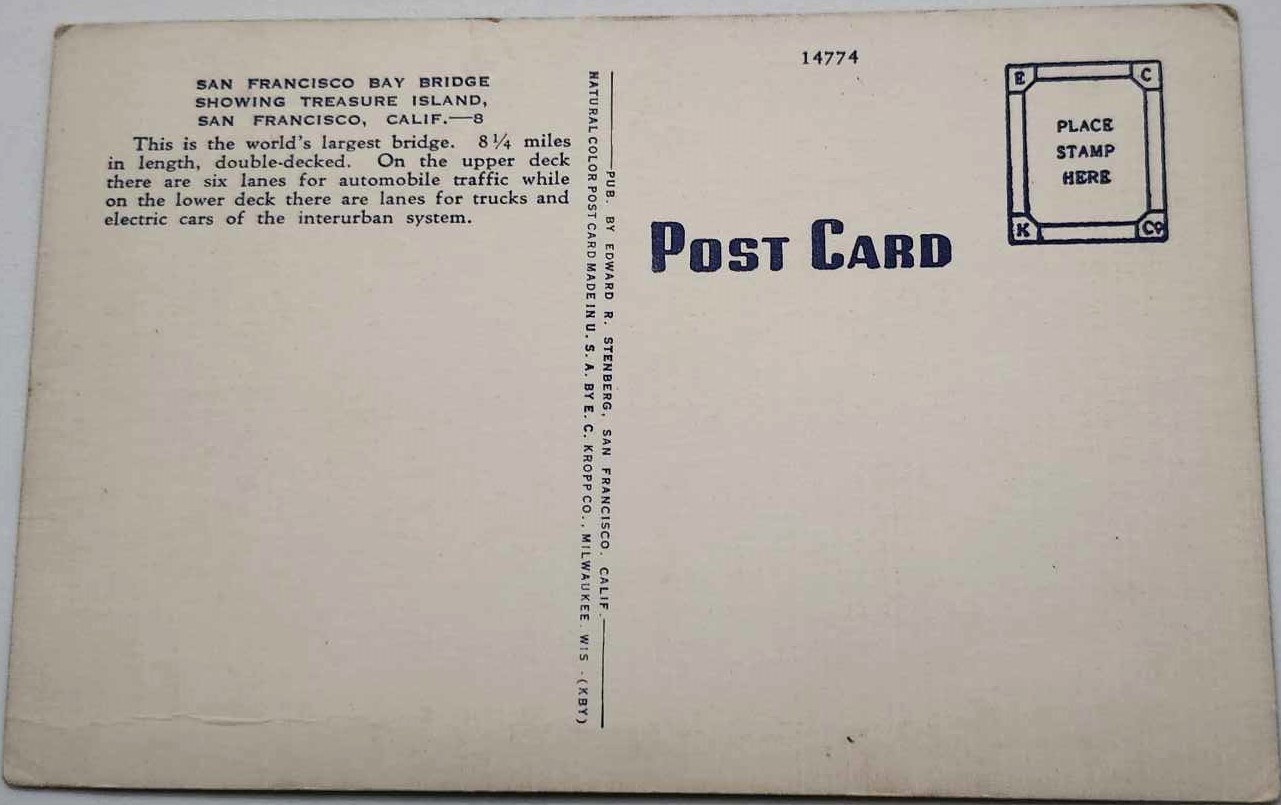 SAN FRANCISCO BAY BRIDGE
SHOWING TREASURE ISLAND,
SAN FRANCISCO, CALIF.—8
This is the world's largest bridge. 8¼ miles
in length, double-decked. On the upper deck
there are six lanes for automobile traffic while
on the lower deck there are lanes for trucks and
electric cars of the interurban system.
PUB. BY EDWARD R. STENBERG, SAN FRANCISCO, CALIF.
NATURAL COLOR POST CARD MADE IN U. S. A. BY E. C. KROPP CO., MILWAUKEE, WIS. (KBY)
14774
E C
PLACE
STAMP
HERE
K Co
POST CARD